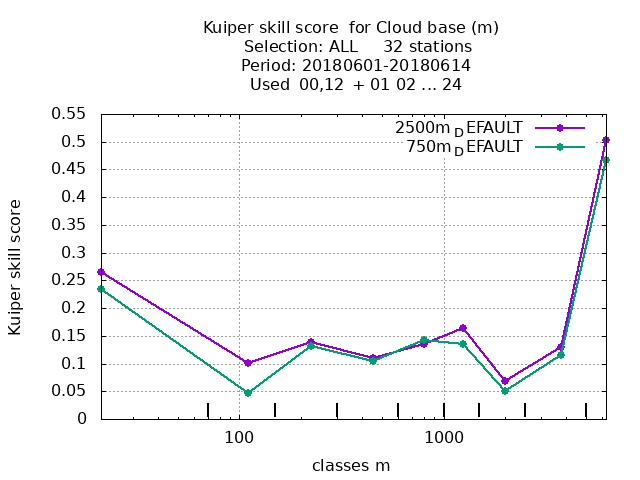 Kuiper skill score  for Cloud base (m)
Selection: ALL     32 stations
Period: 20180601-20180614
Used  00,12  + 01 02 ... 24
2500m_DEFAULT
750m_DEFAULT
0.55
0.5
0.45
0.4
0.35
0.3
0.25
0.2
0.15
0.1
0.05
0
Kuiper skill score
100
1000
classes m